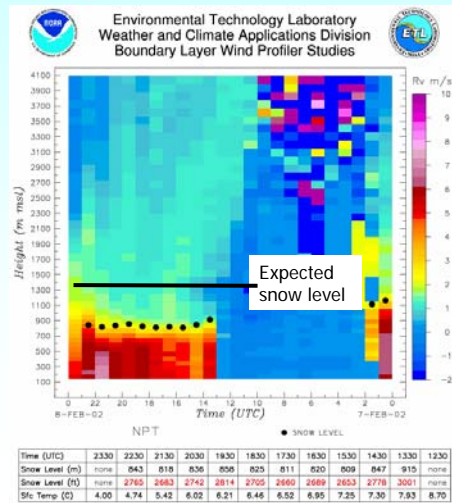 Environmental Technology Laboratory
Weather and Climate Applications Division
Boundary Layer Wind Profiler Studies
NOAA
ETL
Rv m/s
4100
3900
3700
3500
3300
3100
2900
2700
2500
2300
2100
1900
1700
1500
1300
1100
900
700
500
300
100
Height (m msl)
10
9
8
7
6
5
4
3
2
1
0
-1
-2
Expected
snow level
0 22 20 18 16 14 12 10 8 6 4 2 0
8-FEB-02 Time (UTC) 7-FEB-02
NPT ● SNOW LEVEL
Time (UTC) 2330 2230 2130 2030 1930 1830 1730 1630 1530 1430 1330 1230
Snow Level (m) none 843 818 836 858 825 811 820 809 847 915 none
Snow Level (ft) none 2765 2683 2742 2814 2705 2660 2689 2653 2778 3001 none
Sfc Temp (C) 4.00 4.74 5.42 6.02 6.21 6.46 6.52 6.95 7.25 7.30 7.93 8.70